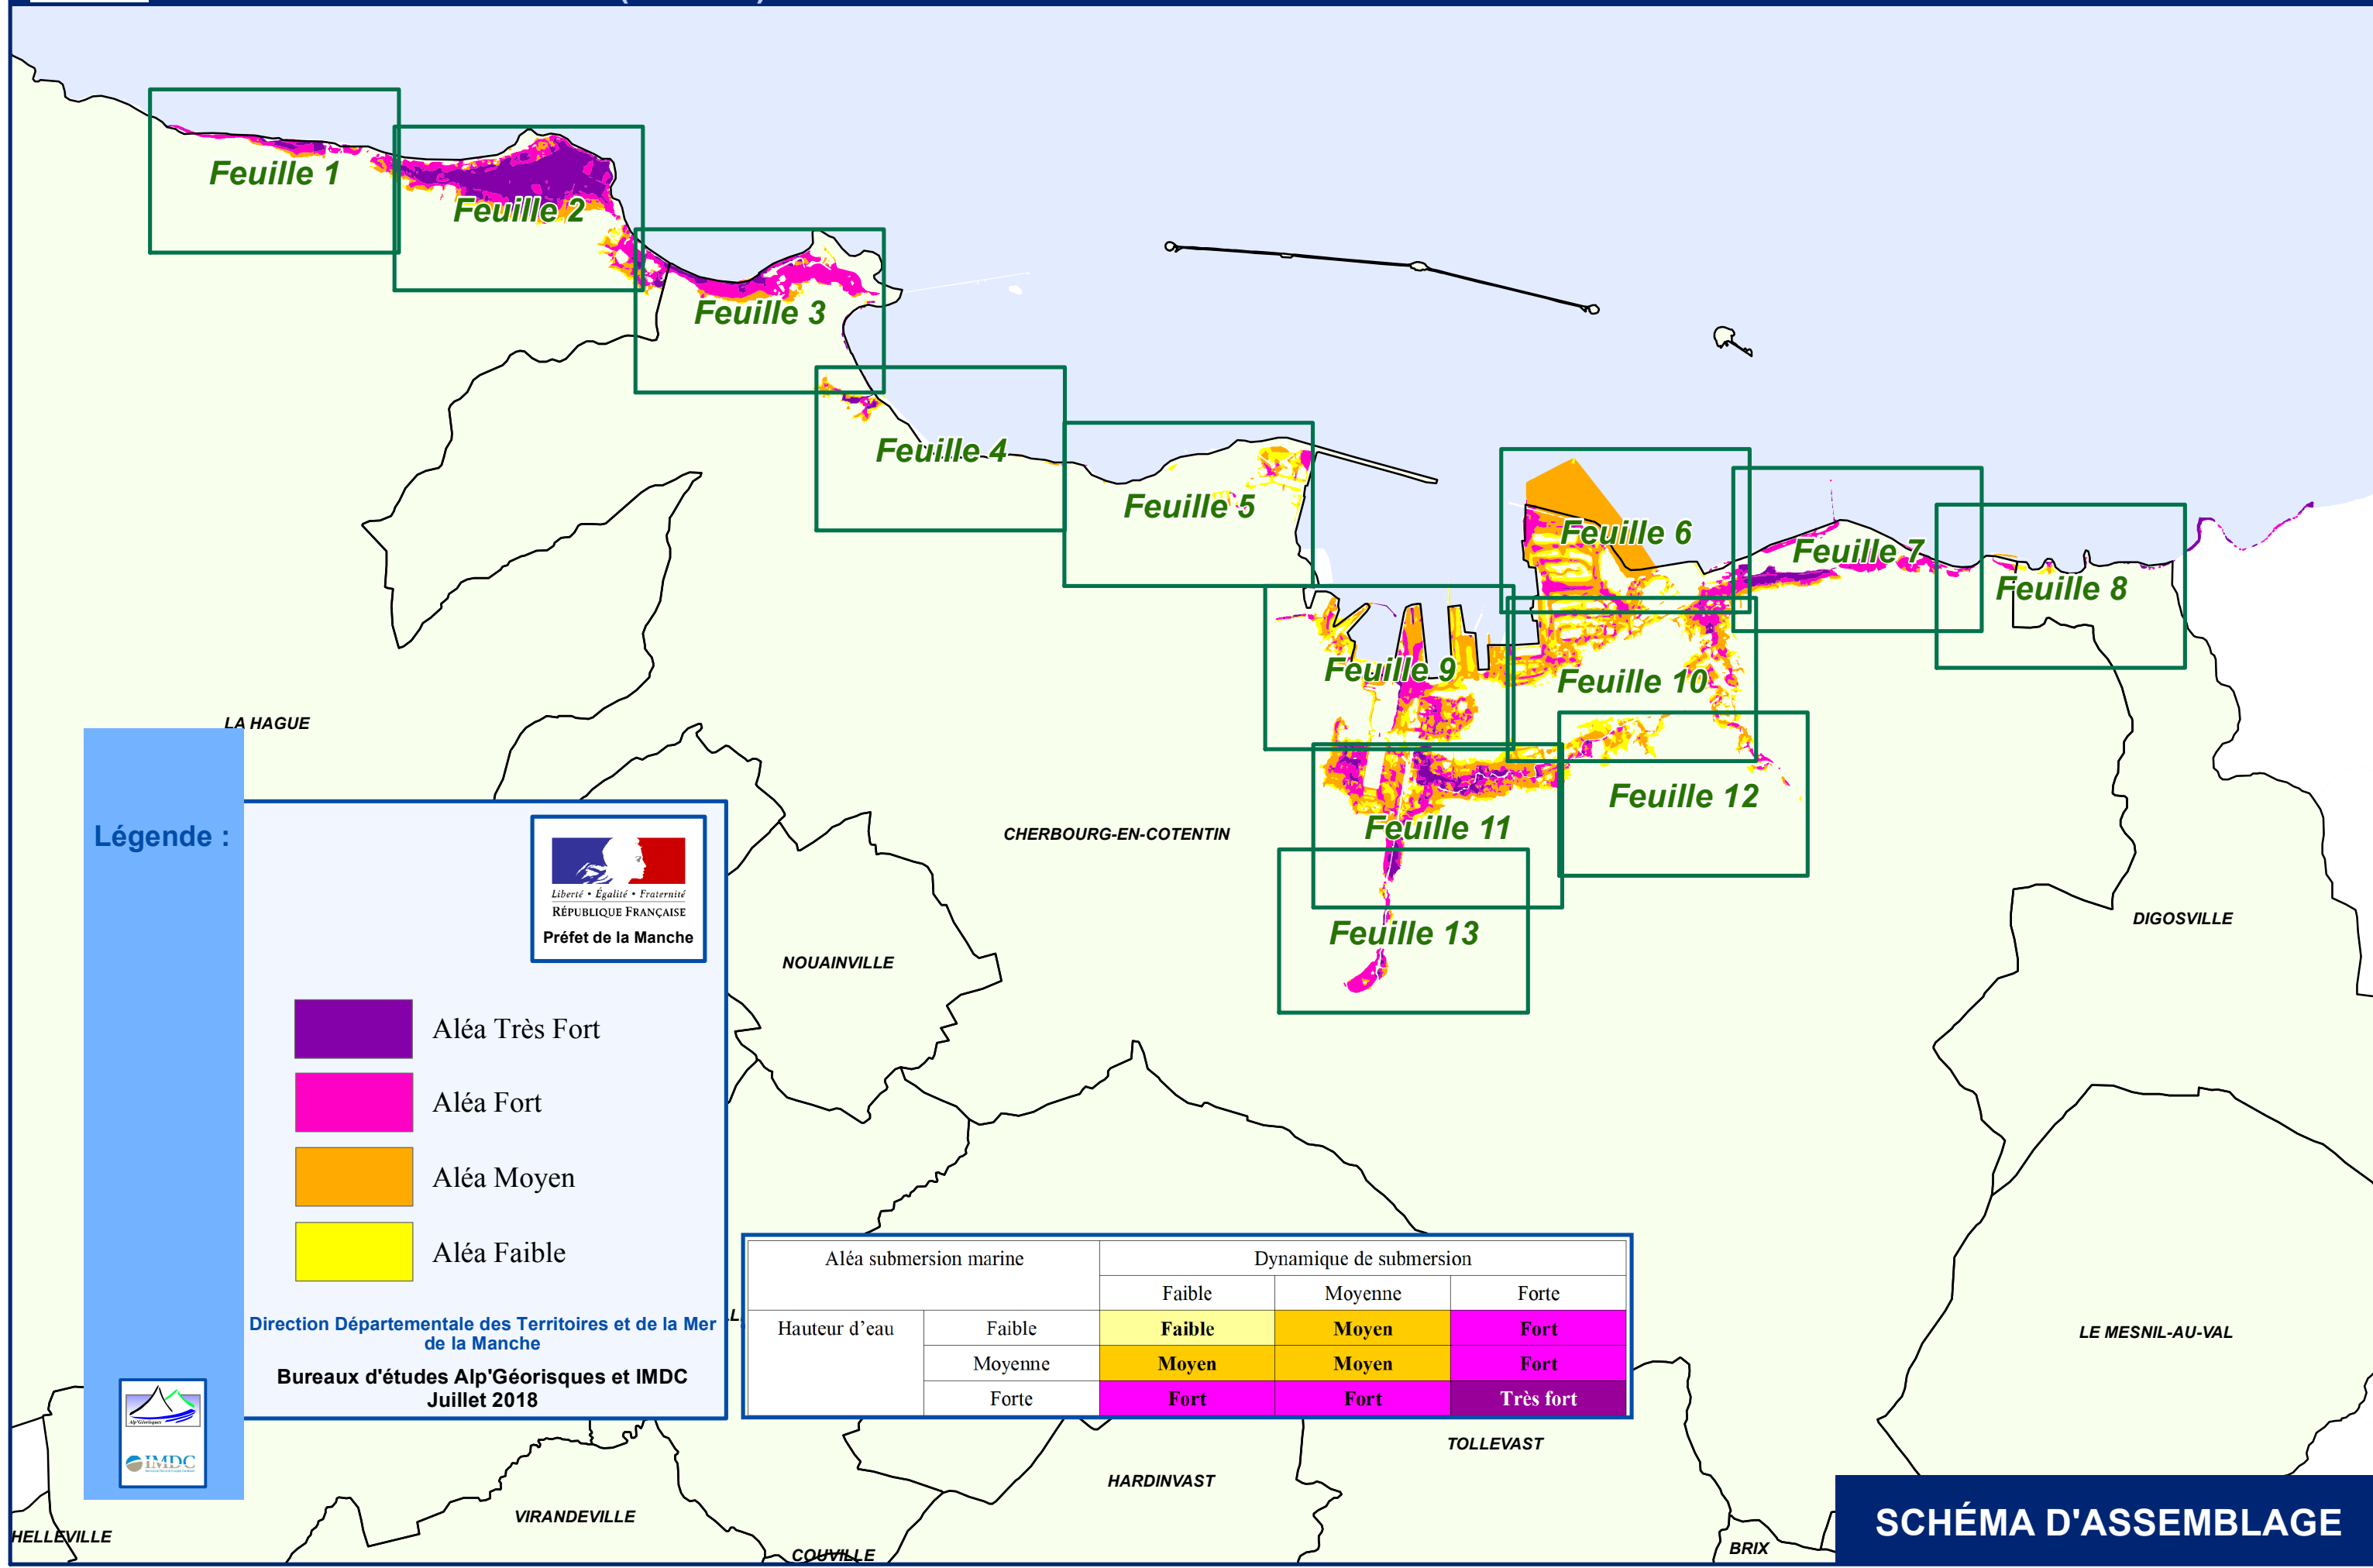 Feuille 1
Feuille 2
Feuille 3
Feuille 4
Feuille 5
Feuille 6
Feuille 7
Feuille 8
Feuille 9
Feuille 10
Feuille 11
Feuille 12
Feuille 13
LA HAGUE
CHERBOURG-EN-COTENTIN
NOUAINVILLE
DIGOSVILLE
LE MESNIL-AU-VAL
TOLLEVAST
HARDINVAST
VIRANDEVILLE
COUVILLE
HELLEVILLE
BRIX
Légende :
Liberté • Égalité • Fraternité
RÉPUBLIQUE FRANÇAISE
Préfet de la Manche
Aléa Très Fort
Aléa Fort
Aléa Moyen
Aléa Faible
Direction Départementale des Territoires et de la Mer
de la Manche
Bureaux d'études Alp'Géorisques et IMDC
Juillet 2018
Alp'Géorisques
IMDC
Aléa submersion marine Dynamique de submersion
Faible Moyenne Forte
Hauteur d'eau Faible Faible Moyen Fort
Moyenne Moyen Moyen Fort
Forte Fort Fort Très fort
SCHÉMA D'ASSEMBLAGE